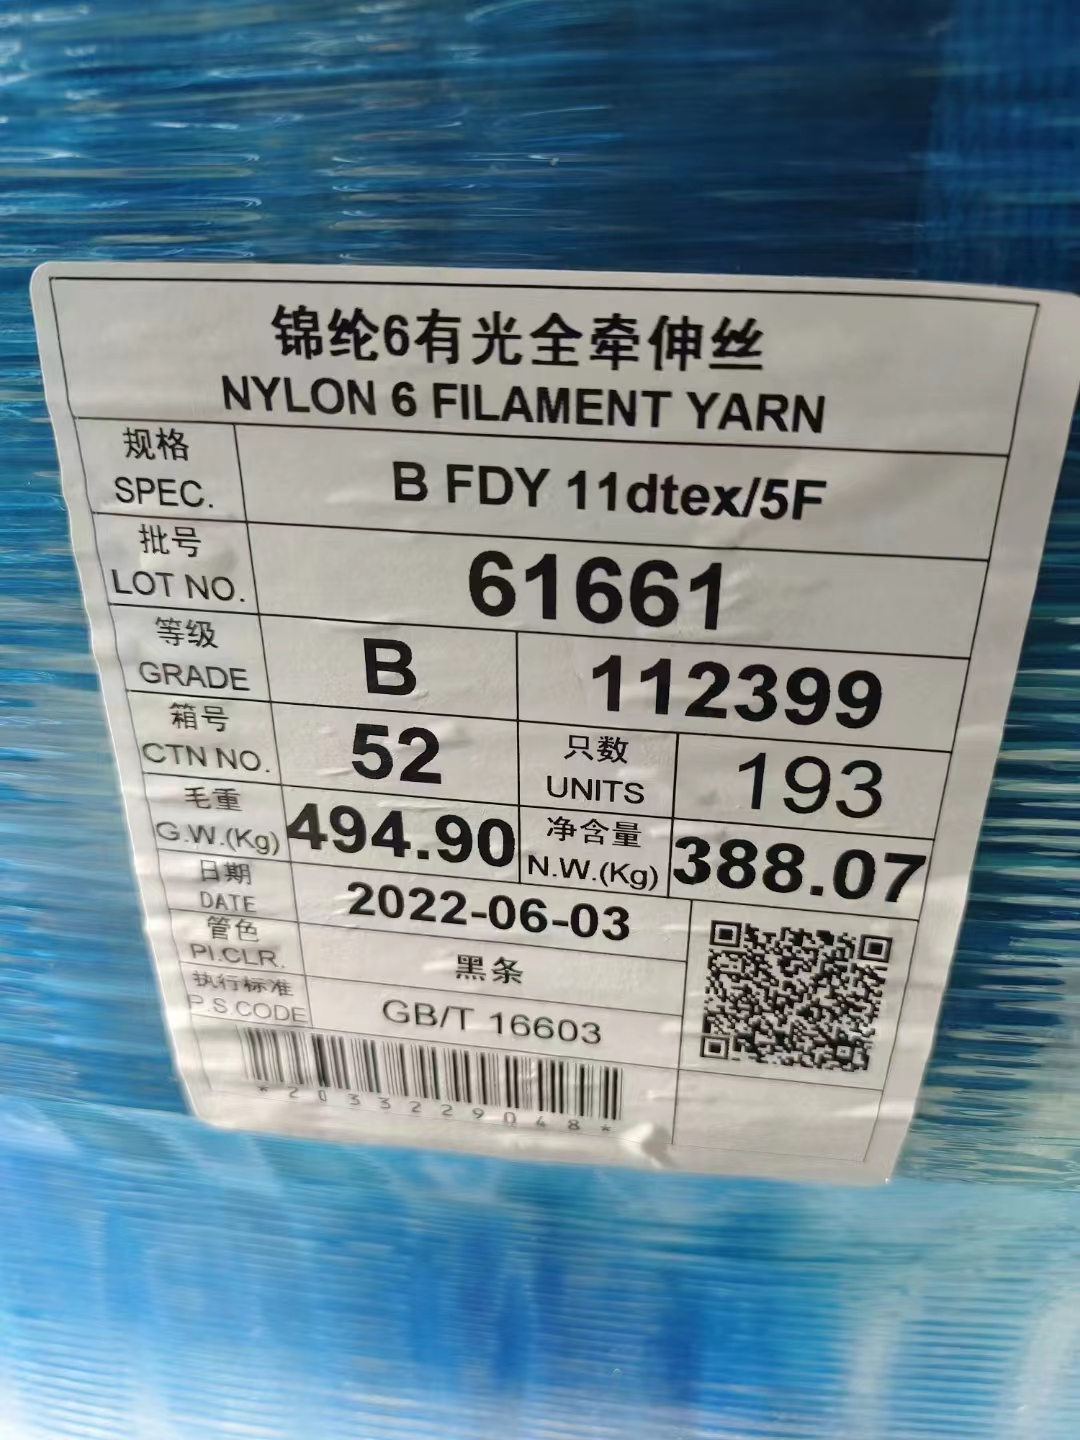 锦纶6有光全牵伸丝
NYLON 6 FILAMENT YARN
规格
SPEC.
B FDY 11dtex/5F
批号
LOT NO.
61661
等级
GRADE
B
112399
箱号
CTN NO.
52
只数
UNITS
193
毛重
G.W.(Kg)
494.90
净含量
N.W.(Kg)
388.07
日期
DATE
2022-06-03
管色
PI.CLR.
黑条
执行标准
P.S.CODE
GB/T 16603
*2033229048*